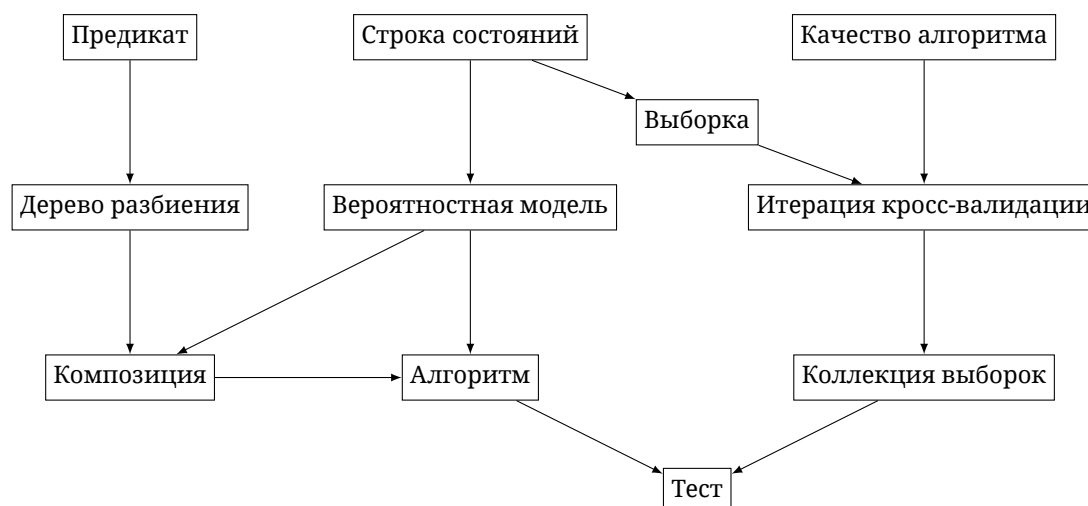 Предикат
Строка состояний
Качество алгоритма
Выборка
Дерево разбиения
Вероятностная модель
Итерация кросс-валидации
Композиция
Алгоритм
Коллекция выборок
Тест